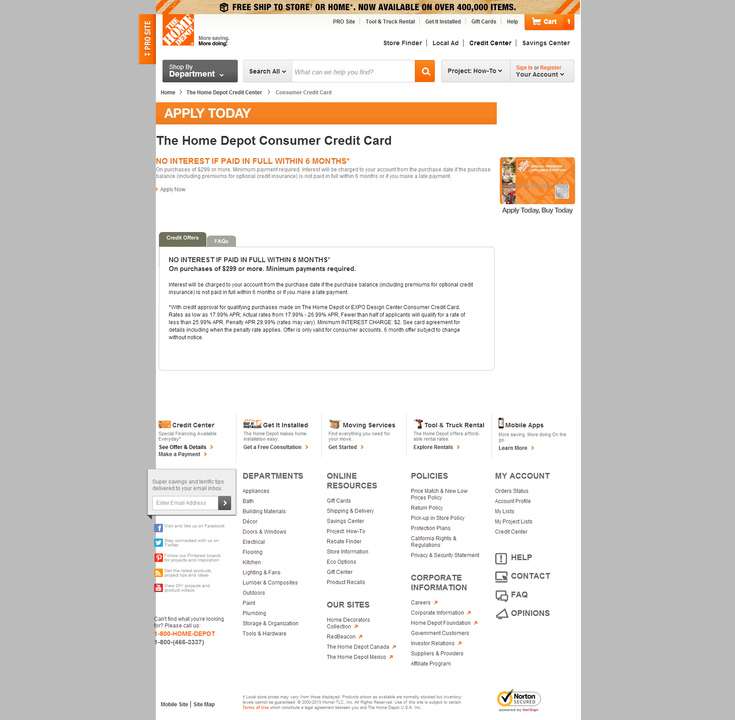 FREE SHIP TO STORE† OR HOME*. NOW AVAILABLE ON OVER 400,000 ITEMS.
PRO SITE
THE HOME DEPOT
More saving.
More doing.
PRO Site | Tool & Truck Rental | Get It Installed | Gift Cards | Help
Cart 1
Store Finder | Local Ad | Credit Center | Savings Center
Shop By
Department
Search All
What can we help you find?
Project: How-To
Sign In or Register
Your Account
Home > The Home Depot Credit Center > Consumer Credit Card
APPLY TODAY
The Home Depot Consumer Credit Card
NO INTEREST IF PAID IN FULL WITHIN 6 MONTHS*
On purchases of $299 or more. Minimum payment required. Interest will be charged to your account from the purchase date if the purchase
balance (including premiums for optional credit insurance) is not paid in full within 6 months or if you make a late payment.
Apply Now
Apply Today, Buy Today
Credit Offers
FAQs
NO INTEREST IF PAID IN FULL WITHIN 6 MONTHS*
On purchases of $299 or more. Minimum payments required.
Interest will be charged to your account from the purchase date if the purchase balance (including premiums for optional credit
insurance) is not paid in full within 6 months or if you make a late payment.
*With credit approval for qualifying purchases made on The Home Depot or EXPO Design Center Consumer Credit Card,
Rates as low as 17.99% APR; Actual rates from 17.99% - 26.99% APR; Fewer than half of applicants will qualify for a rate of
less than 25.99% APR. Penalty APR 29.99% (rates may vary). Minimum INTEREST CHARGE: $2. See card agreement for
details including when the penalty rate applies. Offer is only valid for consumer accounts. 6 month offer subject to change
without notice.
Credit Center
Special Financing Available
Everyday*
See Offer & Details
Make a Payment
Get It Installed
The Home Depot makes home
installation easy.
Get a Free Consultation
Moving Services
Find everything you need for
your move.
Get Started
Tool & Truck Rental
The Home Depot offers afford-
able rental rates.
Explore Rentals
Mobile Apps
More saving. More doing.On the
go.
Learn More
Super savings and terrific tips
delivered to your email inbox.
Enter Email Address
Visit and like us on Facebook
Stay connected with us on
Twitter
Follow our Pinterest boards
for projects and inspiration
Get the latest products,
project tips and ideas
View DIY projects and
product videos
Can't find what you're looking
for? Please call us:
1-800-HOME-DEPOT
1-800-(466-3337)
DEPARTMENTS
Appliances
Bath
Building Materials
Décor
Doors & Windows
Electrical
Flooring
Kitchen
Lighting & Fans
Lumber & Composites
Outdoors
Paint
Plumbing
Storage & Organization
Tools & Hardware
ONLINE
RESOURCES
Gift Cards
Shipping & Delivery
Savings Center
Project: How-To
Rebate Finder
Store Information
Eco Options
Gift Center
Product Recalls
OUR SITES
Home Decorators
Collection
RedBeacon
The Home Depot Canada
The Home Depot Mexico
POLICIES
Price Match & New Low
Prices Policy
Return Policy
Pick-up in Store Policy
Protection Plans
California Rights &
Regulations
Privacy & Security Statement
CORPORATE
INFORMATION
Careers
Corporate Information
Home Depot Foundation
Government Customers
Investor Relations
Suppliers & Providers
Affiliate Program
MY ACCOUNT
Orders Status
Account Profile
My Lists
My Project Lists
Credit Center
HELP
CONTACT
FAQ
OPINIONS
Mobile Site | Site Map
† Local store prices may vary from those displayed. Products shown as available are normally stocked but inventory
levels cannot be guaranteed. © 2000-2013 Homer TLC, Inc. All Rights Reserved. Use of this site is subject to certain
Terms of Use which constitute a legal agreement between you and The Home Depot U.S.A. Inc.
Norton
SECURED
powered by VeriSign